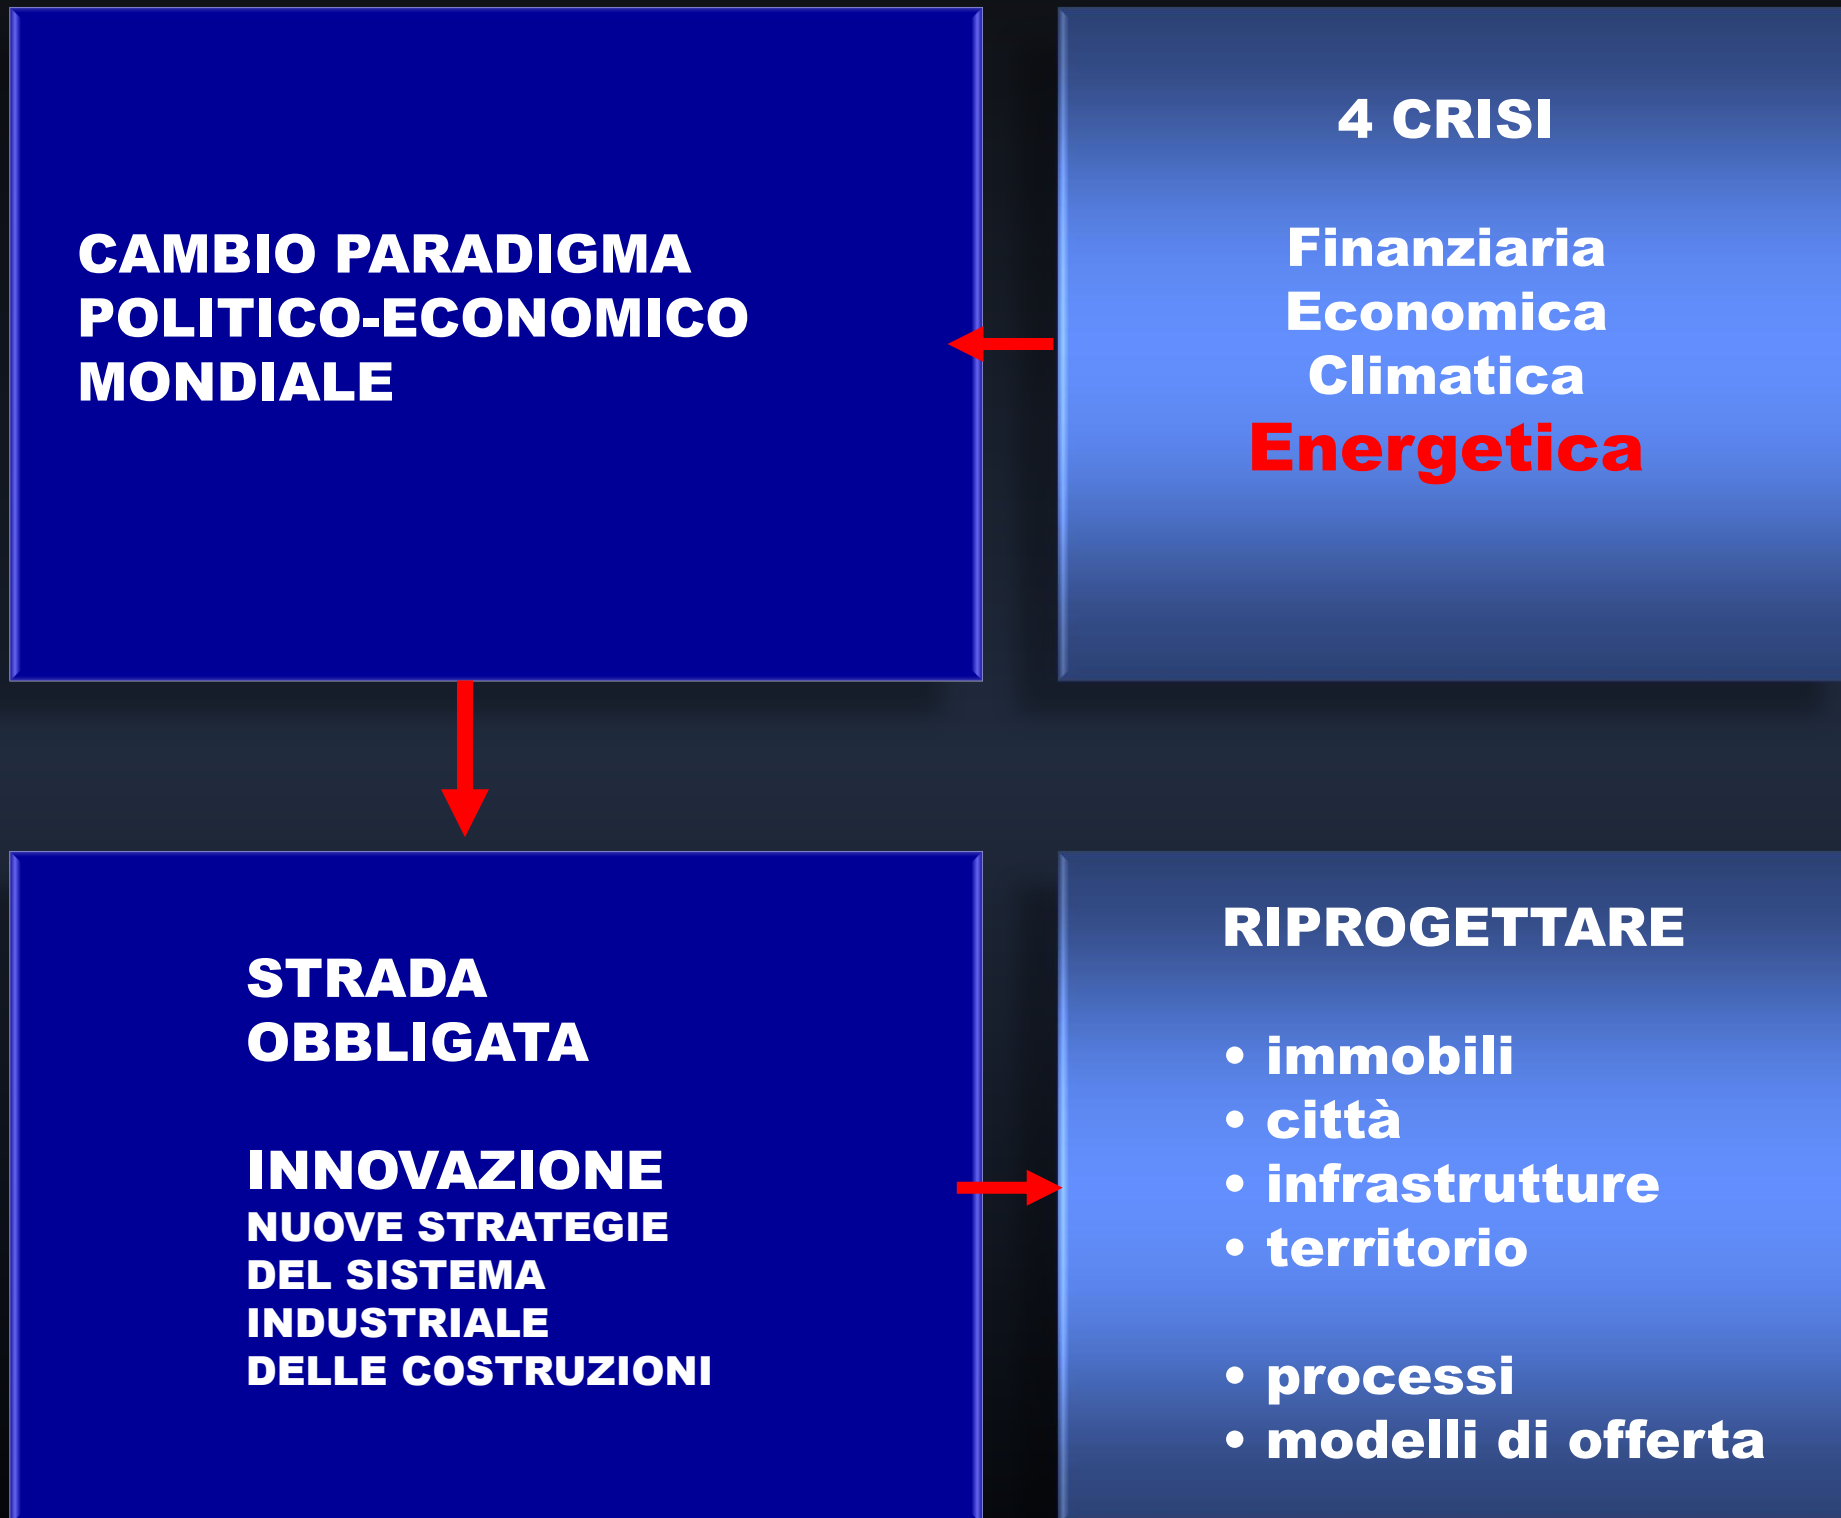 CAMBIO PARADIGMA
POLITICO-ECONOMICO
MONDIALE
4 CRISI
Finanziaria
Economica
Climatica
Energetica
STRADA
OBBLIGATA
INNOVAZIONE
NUOVE STRATEGIE
DEL SISTEMA
INDUSTRIALE
DELLE COSTRUZIONI
RIPROGETTARE
• immobili
• città
• infrastrutture
• territorio
• processi
• modelli di offerta